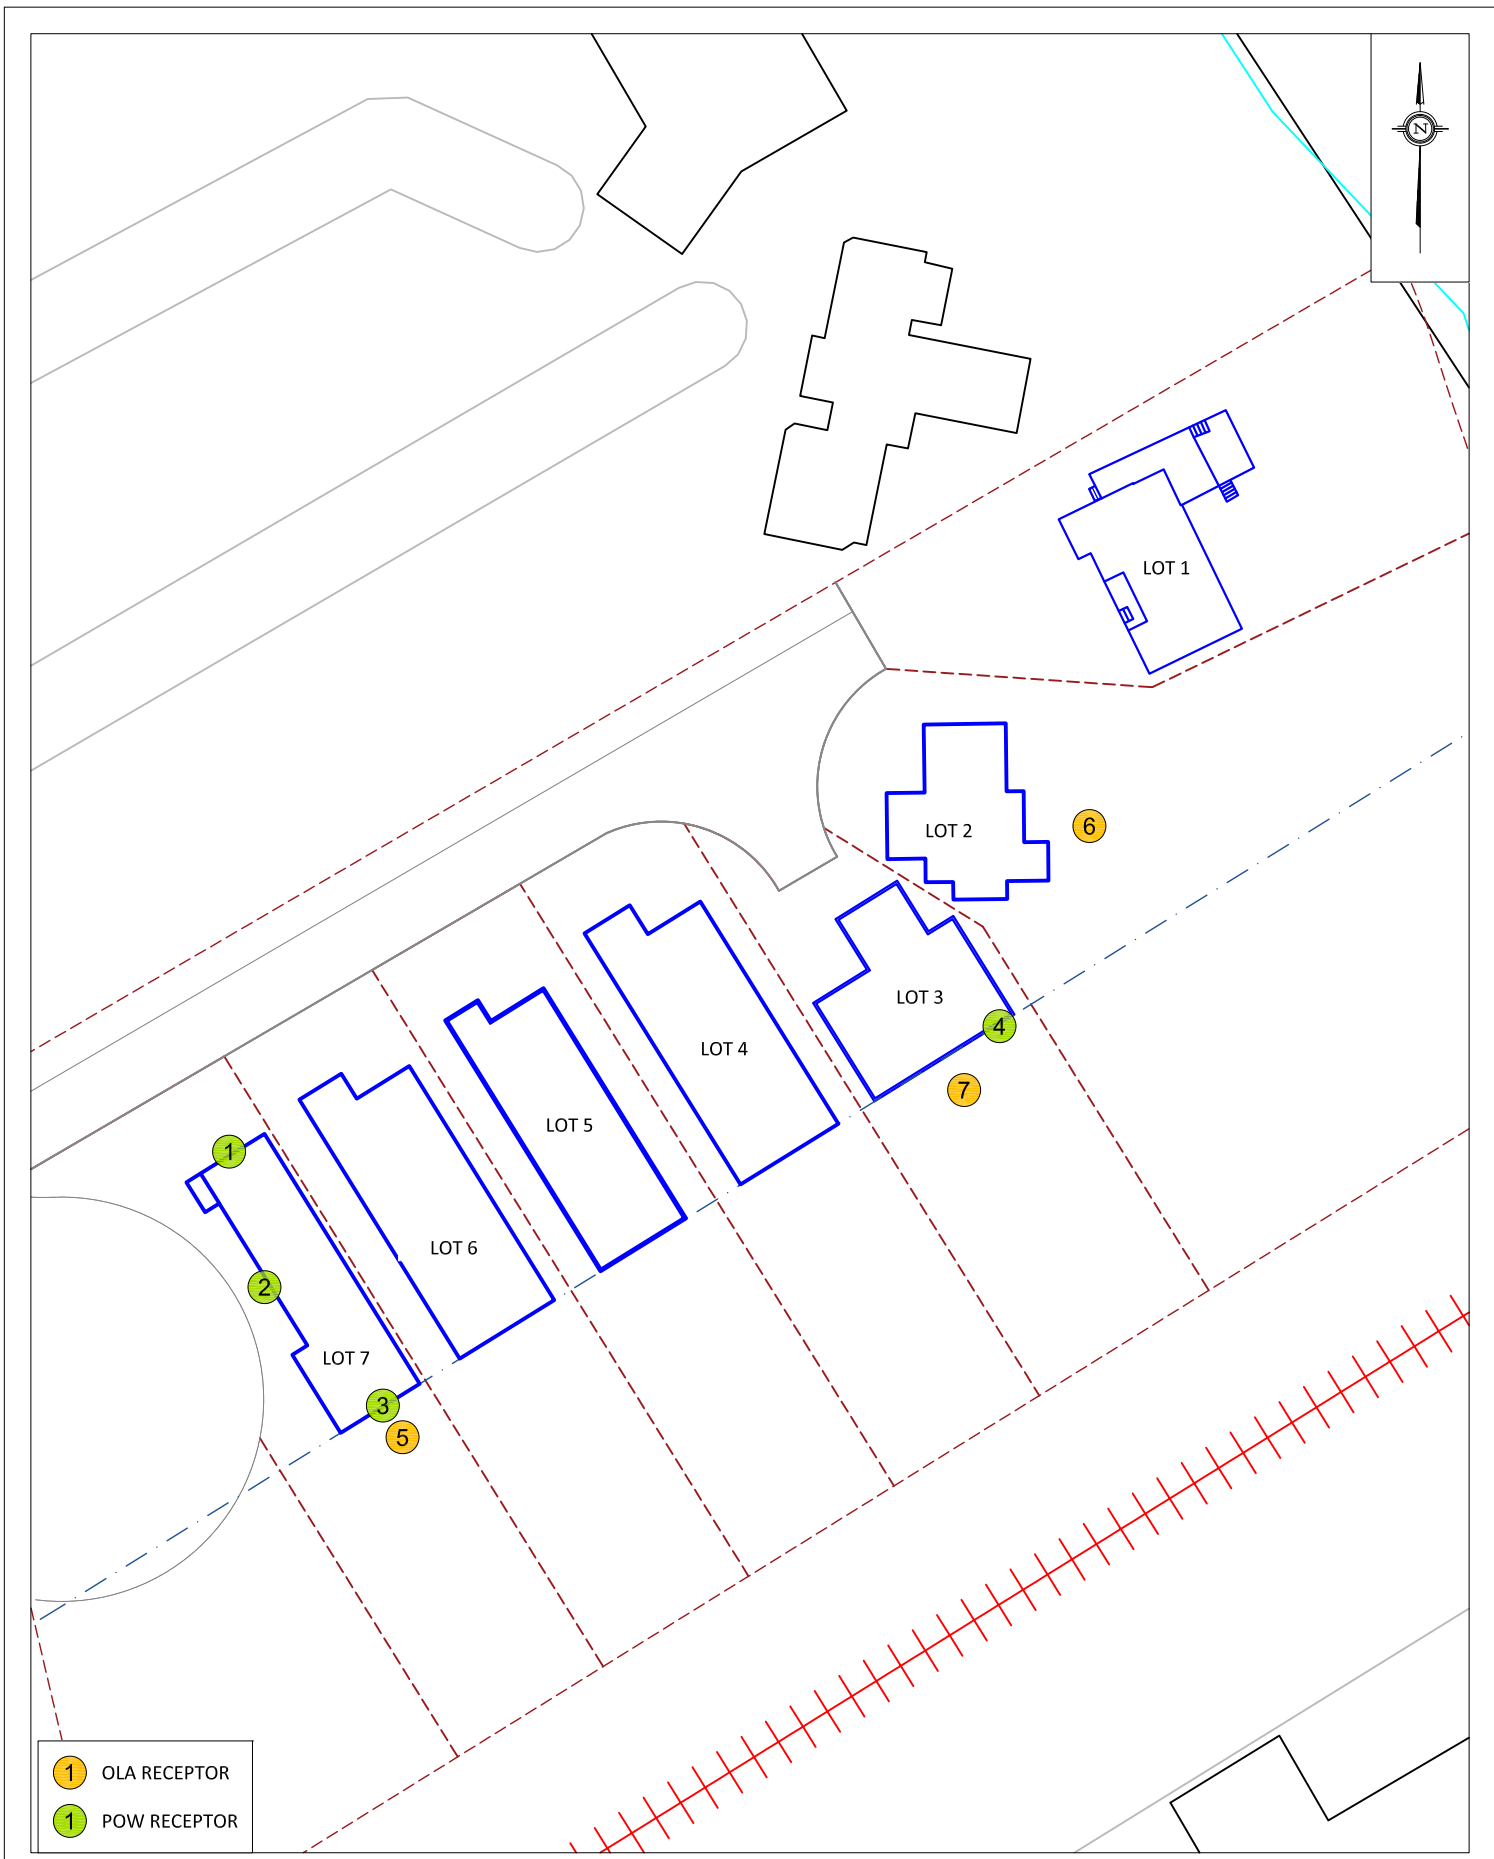 N
LOT 1
LOT 2
6
LOT 3
4
LOT 4
7
LOT 5
1
LOT 6
2
LOT 7
3
5
1 OLA RECEPTOR
1 POW RECEPTOR